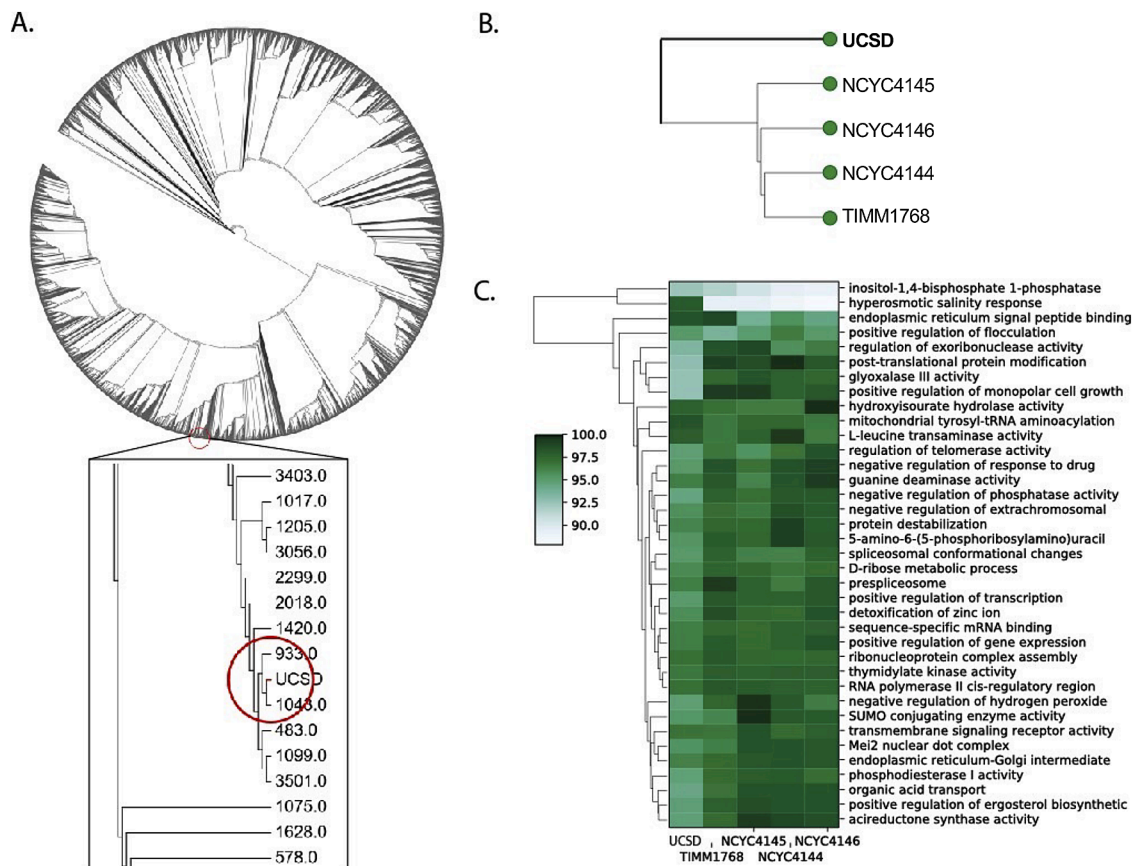 A.
B.
UCSD
NCYC4145
NCYC4146
NCYC4144
TIMM1768
C.
inositol-1,4-bisphosphate 1-phosphatase
hyperosmotic salinity response
endoplasmic reticulum signal peptide binding
positive regulation of flocculation
regulation of exoribonuclease activity
post-translational protein modification
glyoxalase III activity
positive regulation of monopolar cell growth
hydroxyisourate hydrolase activity
mitochondrial tyrosyl-tRNA aminoacylation
L-leucine transaminase activity
regulation of telomerase activity
negative regulation of response to drug
guanine deaminase activity
negative regulation of phosphatase activity
negative regulation of extrachromosomal
protein destabilization
5-amino-6-(5-phosphoribosylamino)uracil
spliceosomal conformational changes
D-ribose metabolic process
prespliceosome
positive regulation of transcription
detoxification of zinc ion
sequence-specific mRNA binding
positive regulation of gene expression
ribonucleoprotein complex assembly
thymidylate kinase activity
RNA polymerase II cis-regulatory region
negative regulation of hydrogen peroxide
SUMO conjugating enzyme activity
transmembrane signaling receptor activity
Mei2 nuclear dot complex
endoplasmic reticulum-Golgi intermediate
phosphodiesterase I activity
organic acid transport
positive regulation of ergosterol biosynthetic
acireductone synthase activity
100.0
97.5
95.0
92.5
90.0
UCSD NCYC4145 NCYC4146
TIMM1768 NCYC4144
3403.0
1017.0
1205.0
3056.0
2299.0
2018.0
1420.0
933.0
UCSD
1043.0
483.0
1099.0
3501.0
1075.0
1628.0
578.0